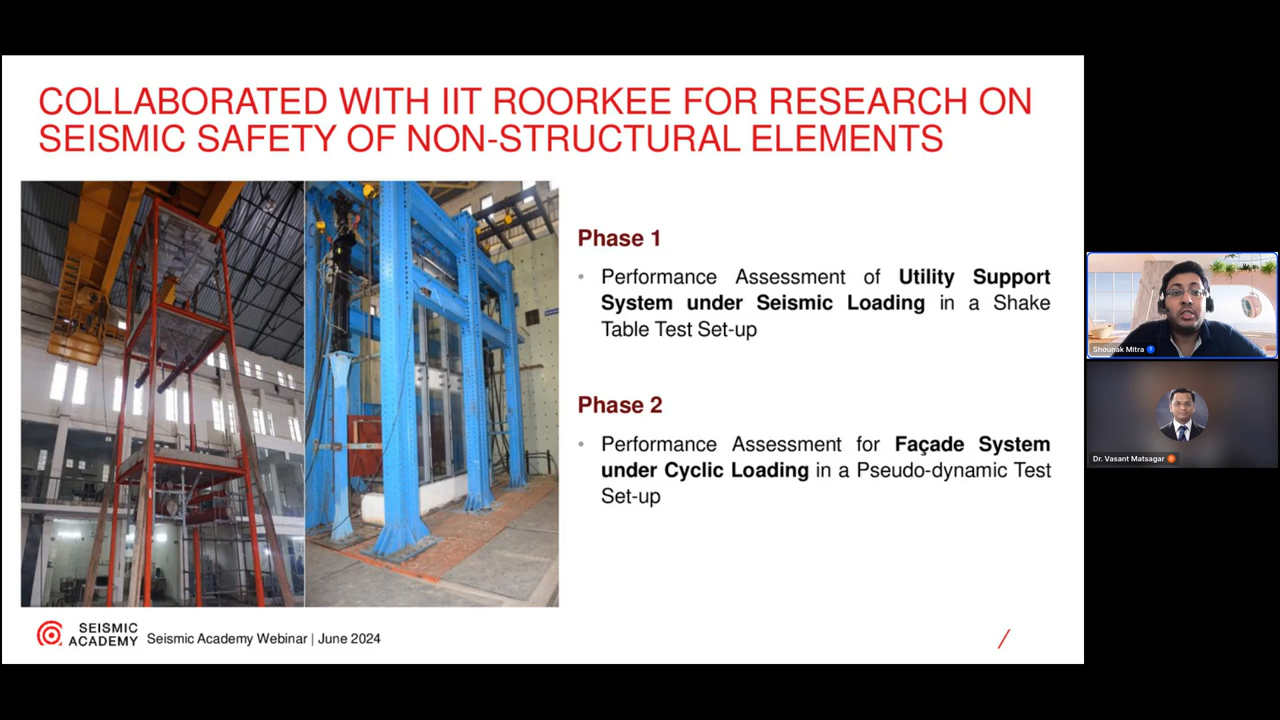 COLLABORATED WITH IIT ROORKEE FOR RESEARCH ON
SEISMIC SAFETY OF NON-STRUCTURAL ELEMENTS
Phase 1
• Performance Assessment of Utility Support
System under Seismic Loading in a Shake
Table Test Set-up
Phase 2
• Performance Assessment for Façade System
under Cyclic Loading in a Pseudo-dynamic Test
Set-up
SEISMIC
ACADEMY
Seismic Academy Webinar | June 2024
Shounak Mitra
Dr. Vasant Matsagar